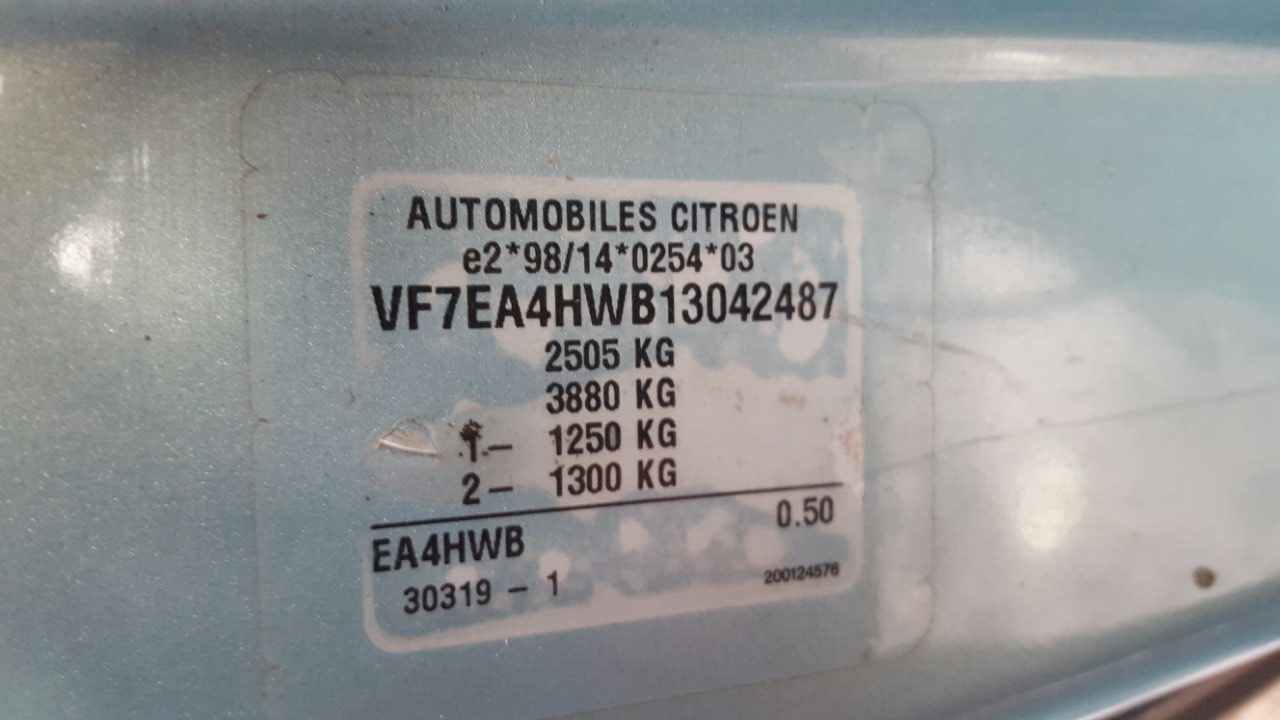 AUTOMOBILES CITROEN
e2*98/14*0254*03
VF7EA4HWB13042487
2505 KG
3880 KG
1– 1250 KG
2– 1300 KG
0.50
EA4HWB
30319 – 1
200124576